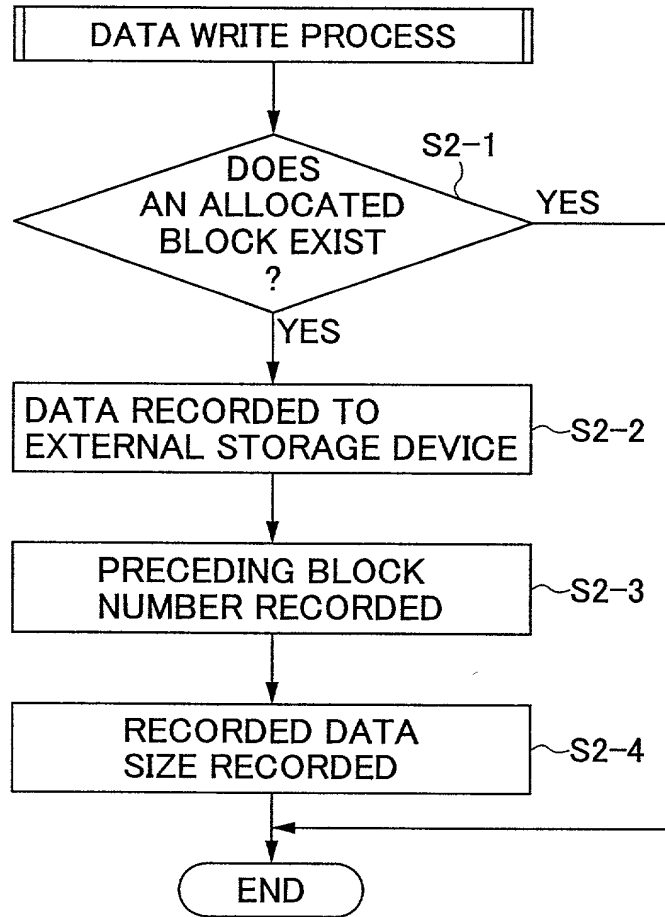 DATA WRITE PROCESS
S2-1
DOES
AN ALLOCATED
BLOCK EXIST
?
YES
YES
DATA RECORDED TO
EXTERNAL STORAGE DEVICE
S2-2
PRECEDING BLOCK
NUMBER RECORDED
S2-3
RECORDED DATA
SIZE RECORDED
S2-4
END